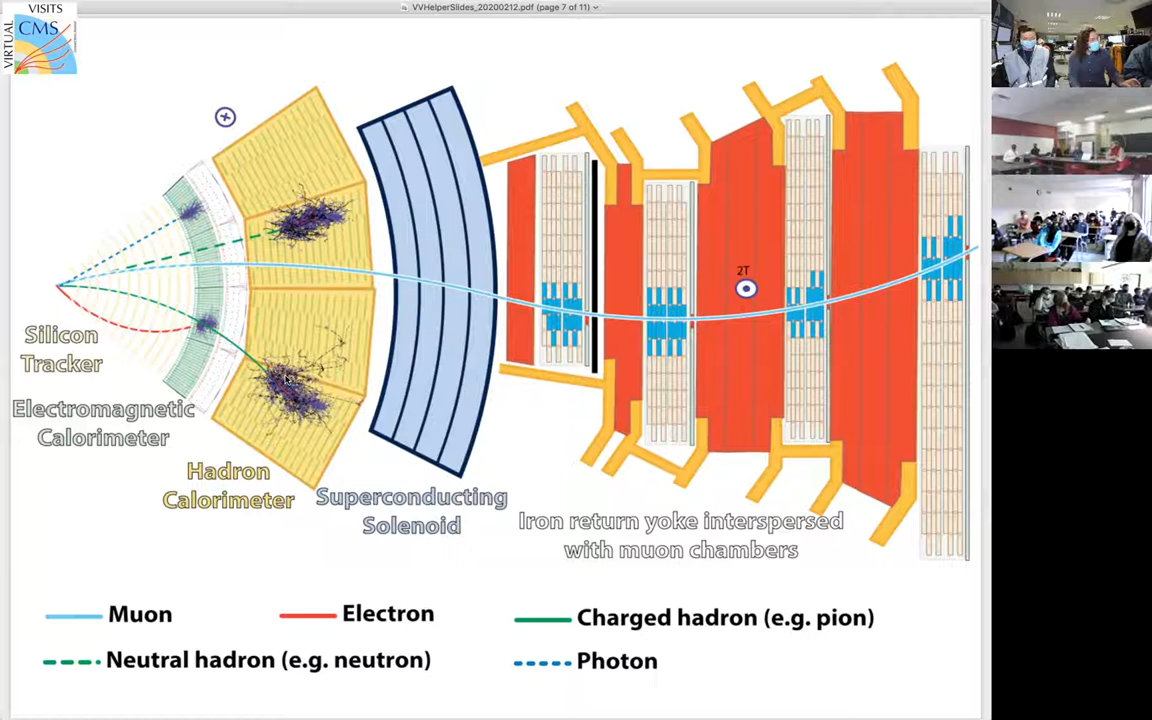 VVHelperSlides_20200212.pdf (page 7 of 11)
VIRTUAL
VISITS
CMS
2T
Silicon
Tracker
Electromagnetic
Calorimeter
Hadron
Calorimeter
Superconducting
Solenoid
Iron return yoke interspersed
with muon chambers
Muon
Electron
Charged hadron (e.g. pion)
Neutral hadron (e.g. neutron)
Photon